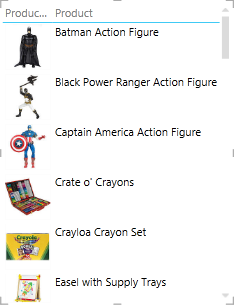 Produc... Product
Batman Action Figure
Black Power Ranger Action Figure
Captain America Action Figure
Crate o' Crayons
Crayloa Crayon Set
Crayola
Easel with Supply Trays